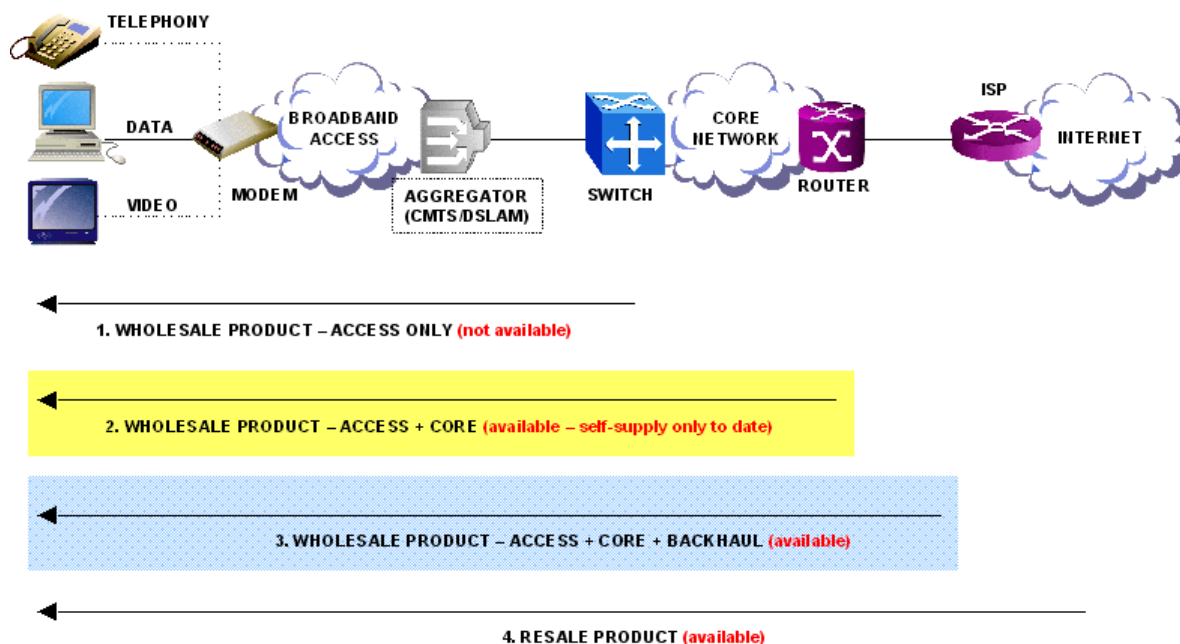 TELEPHONY
ISP
BROADBAND
ACCESS
CORE
NETWORK
DATA
INTERNET
MODEM
AGGREGATOR
(CMTS/DSLAM)
SWITCH
ROUTER
VIDEO
1. WHOLESALE PRODUCT – ACCESS ONLY (not available)
2. WHOLESALE PRODUCT – ACCESS + CORE (available – self-supply only to date)
3. WHOLESALE PRODUCT – ACCESS + CORE + BACKHAUL (available)
4. RESALE PRODUCT (available)